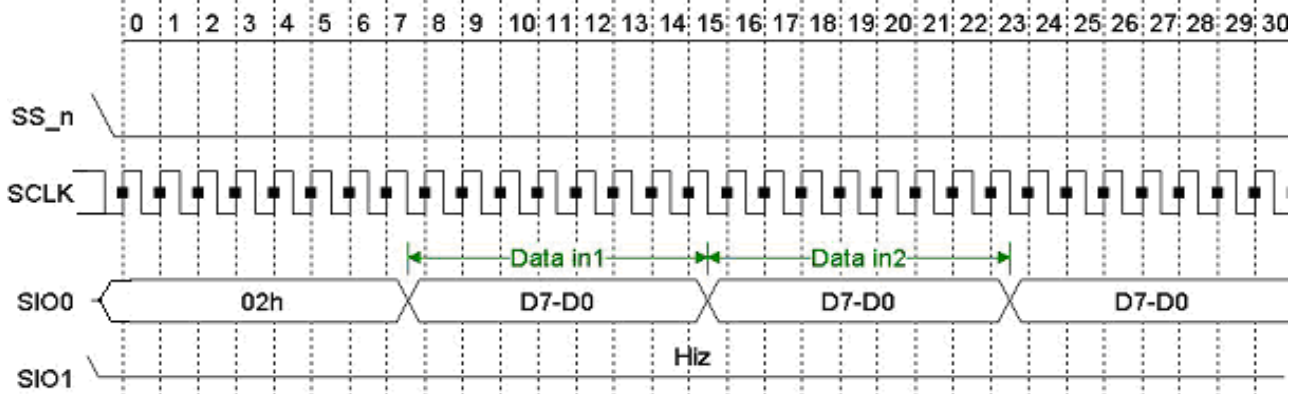 0 1 2 3 4 5 6 7 8 9 10 11 12 13 14 15 16 17 18 19 20 21 22 23 24 25 26 27 28 29 30
SS_n
SCLK
Data in1 Data in2
SIO0 02h D7-D0 D7-D0 D7-D0
Hiz
SIO1